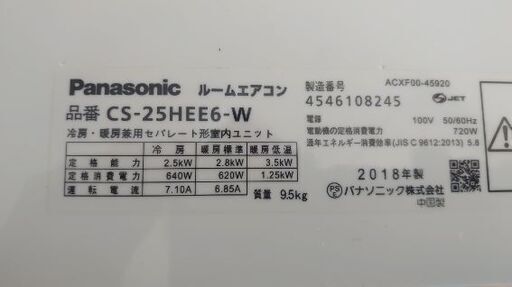 Panasonic ルームエアコン
品番 CS-25HEE6-W
冷房・暖房兼用セパレート形室内ユニット
冷房 暖房標準 暖房低温
定格能力 2.5kW 2.8kW 3.5kW
定格消費電力 640W 620W 1.25kW
運転電流 7.10A 6.85A
質量 9.5kg
ACXF00-45920
製造番号
4546108245
JET
電源 100V 50/60Hz
電動機の定格消費電力 720W
通年エネルギー消費効率(JIS C 9612:2013) 5.8
2018年製
PSE パナソニック株式会社
中国製